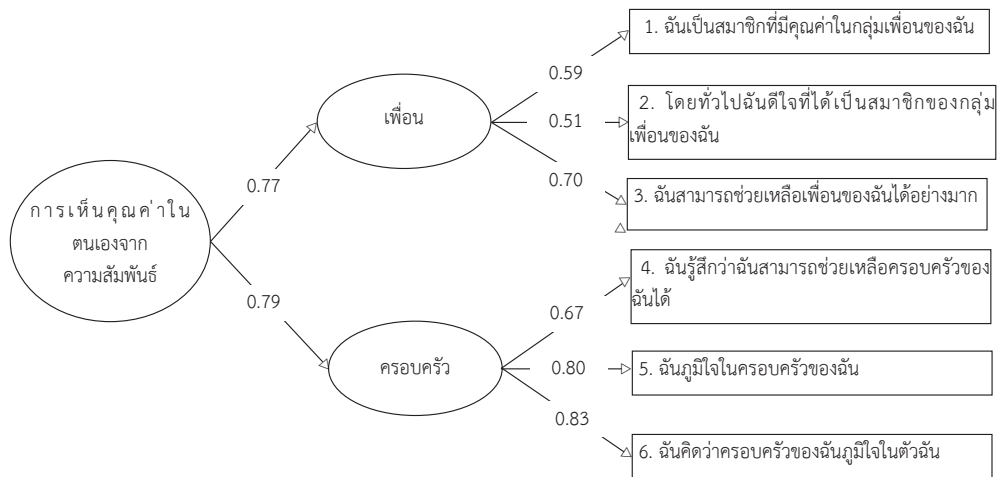 1. ฉันเป็นสมาชิกที่มีคุณค่าในกลุ่มเพื่อนของฉัน
0.59
เพื่อน
0.51
2. โดยทั่วไปฉันดีใจที่ได้เป็นสมาชิกของกลุ่ม
เพื่อนของฉัน
0.77
0.70
3. ฉันสามารถช่วยเหลือเพื่อนของฉันได้อย่างมาก
การเห็นคุณค่าใน
ตนเองจาก
ความสัมพันธ์
4. ฉันรู้สึกว่าฉันสามารถช่วยเหลือครอบครัวของ
ฉันได้
0.79
0.67
ครอบครัว
0.80
5. ฉันภูมิใจในครอบครัวของฉัน
0.83
6. ฉันคิดว่าครอบครัวของฉันภูมิใจในตัวฉัน